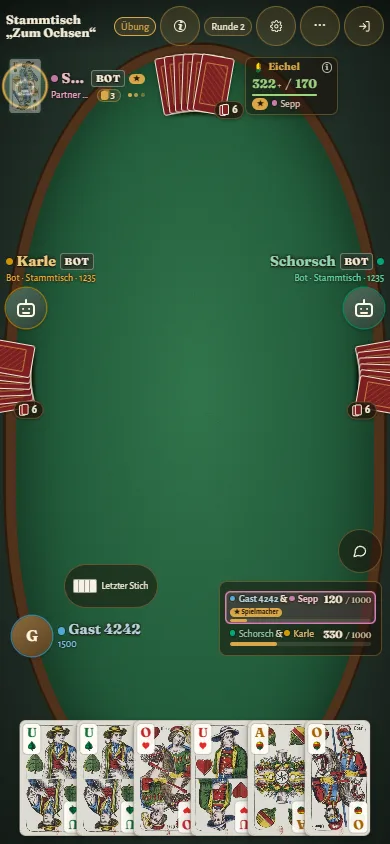 Stammtisch
„Zum Ochsen“
Übung
Runde 2
S... BOT
Partner ...
3
6
Eichel
322+ / 170
Sepp
Karle BOT
Bot · Stammtisch · 1235
Schorsch BOT
Bot · Stammtisch · 1235
6
6
Letzter Stich
Gast 4242 & Sepp 120 / 1000
Spielmacher
Schorsch & Karle 330 / 1000
G
Gast 4242
1500
U U O U A O
U U O U A O